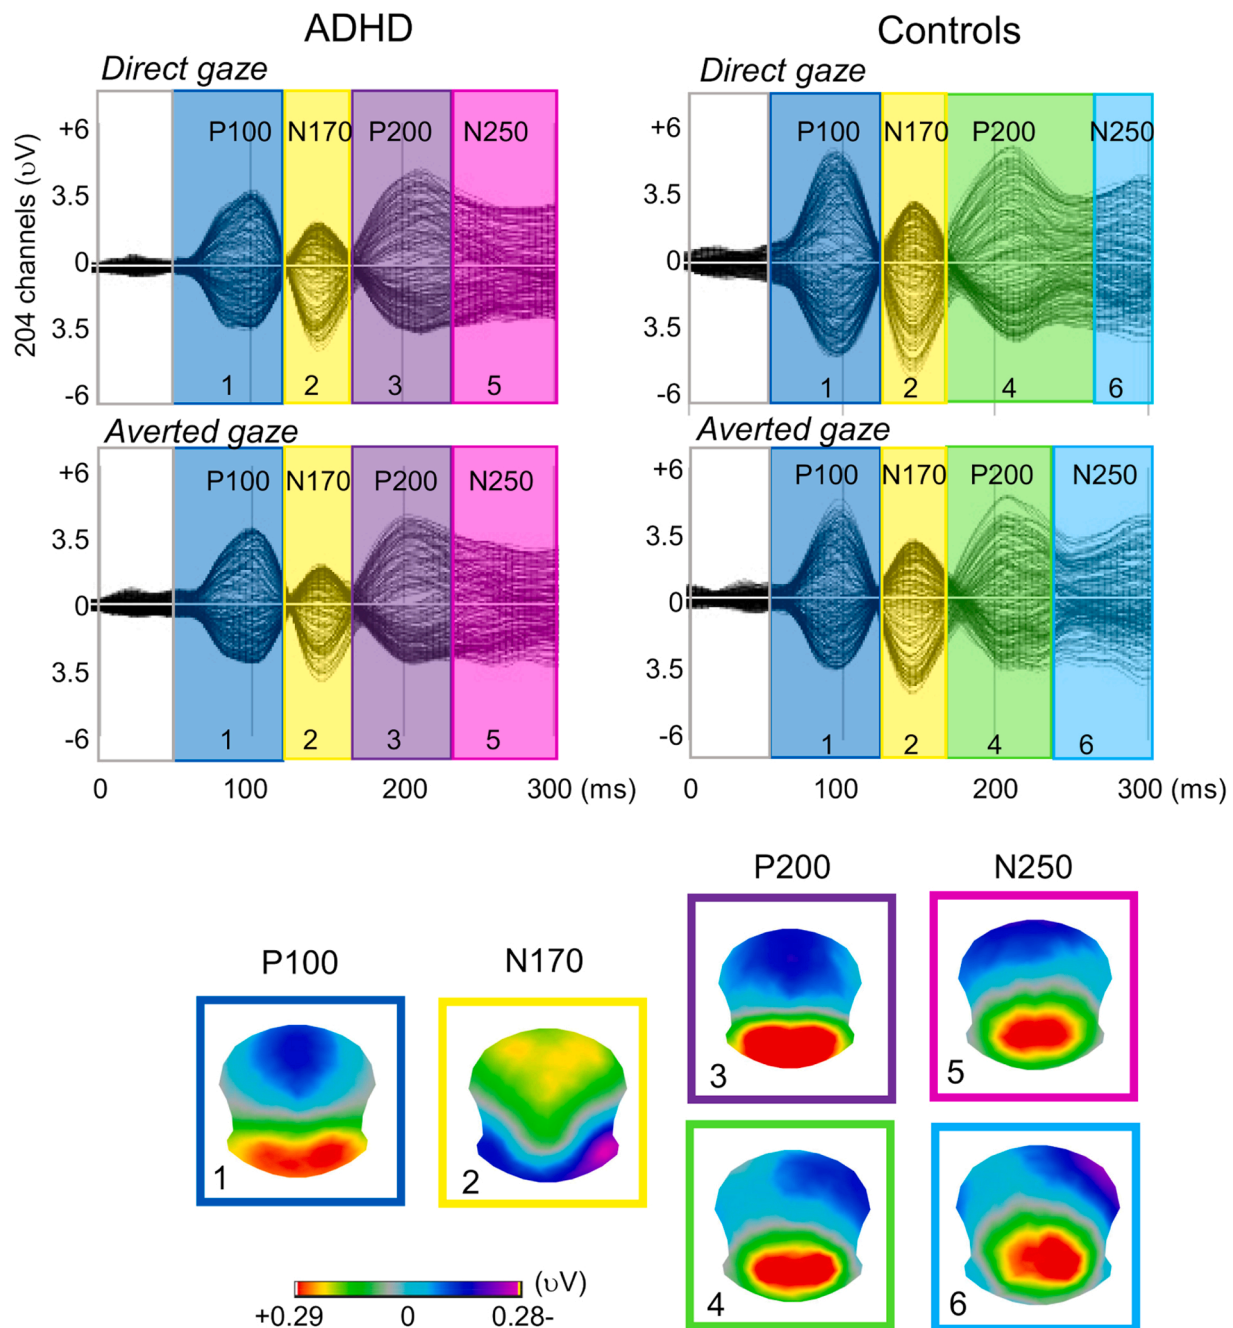 ADHD
Controls
Direct gaze
Direct gaze
204 channels (υV)
+6
3.5
0
3.5
-6
P100 N170 P200 N250
1 2 3 5
+6
3.5
0
3.5
-6
P100 N170 P200 N250
1 2 4 6
Averted gaze
Averted gaze
+6
3.5
0
3.5
-6
P100 N170 P200 N250
1 2 3 5
+6
3.5
0
3.5
-6
P100 N170 P200 N250
1 2 4 6
0 100 200 300 (ms)
0 100 200 300 (ms)
P200 N250
P100 N170
3 5
1 2
4 6
(υV)
+0.29 0 0.28-